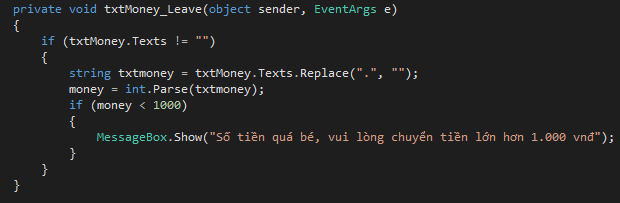 private void txtMoney_Leave(object sender, EventArgs e)
{
if (txtMoney.Texts != "")
{
string txtmoney = txtMoney.Texts.Replace(".", "");
money = int.Parse(txtmoney);
if (money < 1000)
{
MessageBox.Show("Số tiền quá bé, vui lòng chuyển tiền lớn hơn 1.000 vnđ");
}
}
}